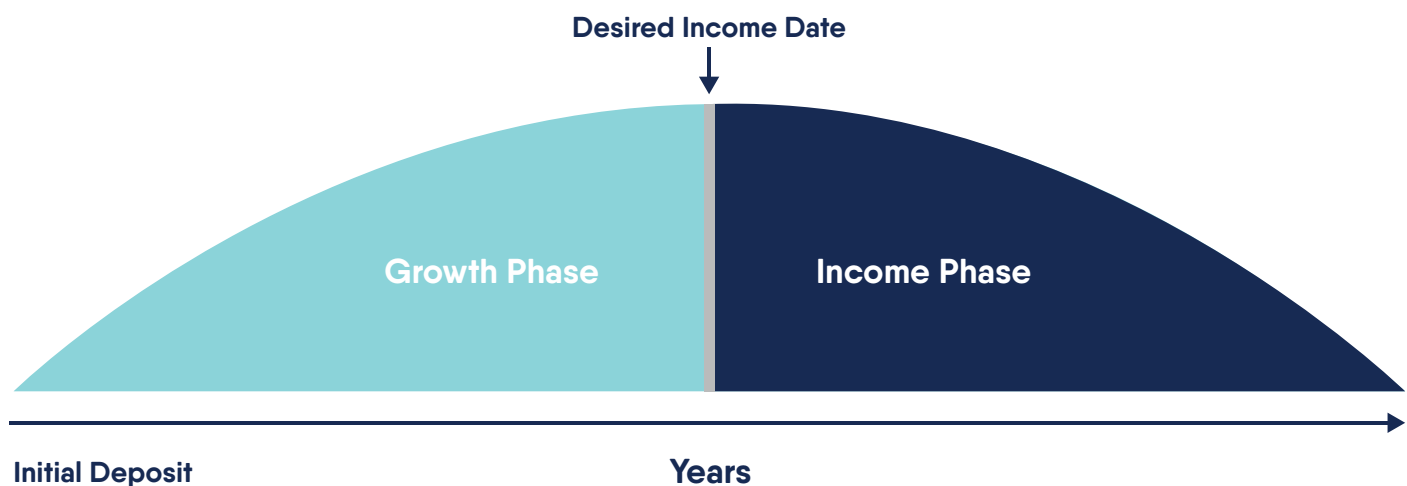 Desired Income Date
Growth Phase
Income Phase
Initial Deposit
Years